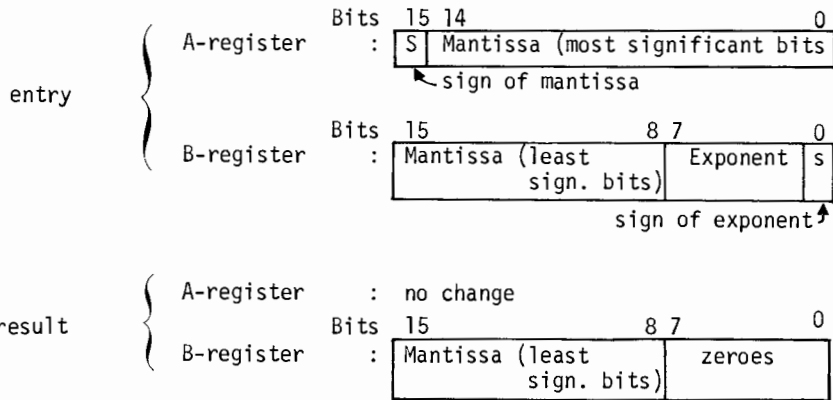 Bits 15 14 0
A-register : S Mantissa (most significant bits
sign of mantissa
entry
Bits 15 8 7 0
B-register : Mantissa (least Exponent s
sign. bits)
sign of exponent
A-register : no change
result Bits 15 8 7 0
B-register : Mantissa (least zeroes
sign. bits)